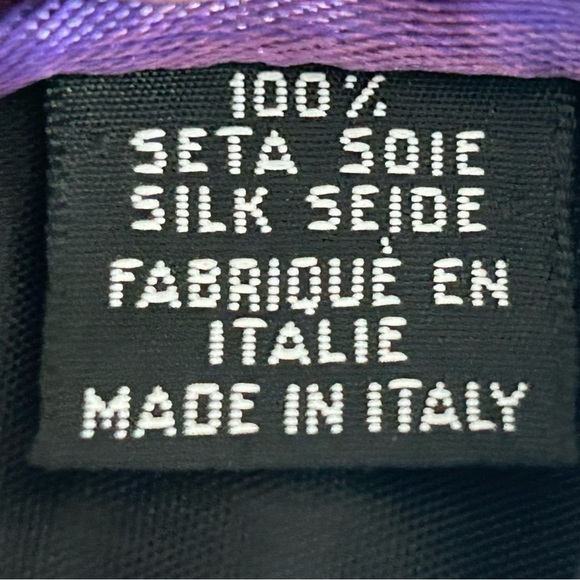 100%
SETA SOIE
SILK SEIDE
FABRIQUÉ EN
ITALIE
MADE IN ITALY